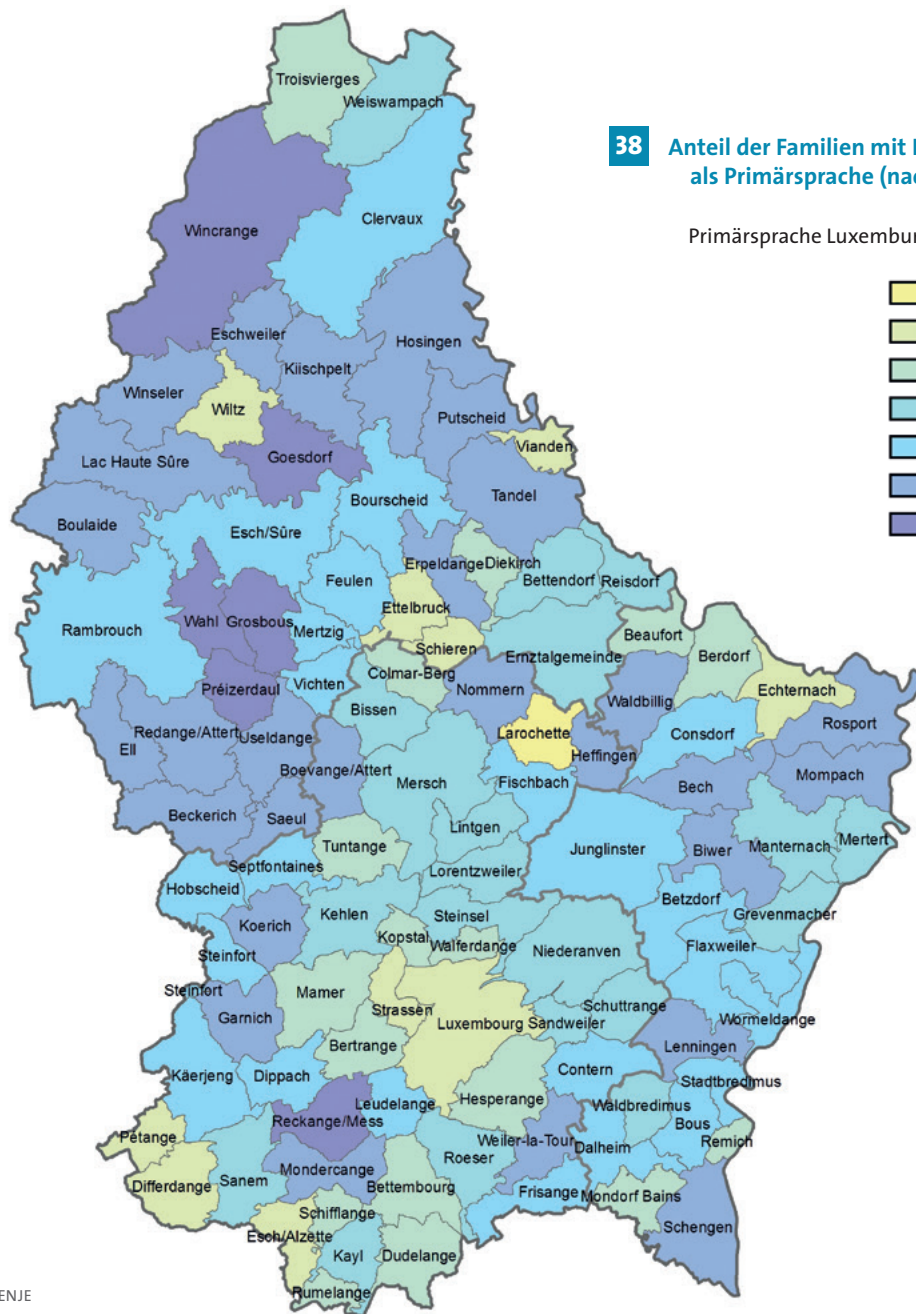 38 Anteil der Familien mit
als Primärsprache (nac
Primärsprache Luxembur
Troisvierges
Weiswampach
Clervaux
Wincrange
Eschweiler
Hosingen
Kiischpelt
Winseler
Wiltz
Putscheid
Vianden
Goesdorf
Lac Haute Sûre
Tandel
Bourscheid
Boulaide
Esch/Sûre
Erpeldange
Diekirch
Feulen
Bettendorf
Reisdorf
Ettelbruck
Wahl
Grosbous
Mertzig
Rambrouch
Schieren
Ernztalgemeinde
Beaufort
Berdorf
Colmar-Berg
Préizerdaul
Vichten
Nommern
Waldbillig
Echternach
Bissen
Rosport
Larochette
Consdorf
Redange/Attert
Useldange
Ell
Heffingen
Boevange/Attert
Mompach
Mersch
Fischbach
Bech
Beckerich
Saeul
Lintgen
Tuntange
Junglinster
Biwer
Manternach
Mertert
Septfontaines
Lorentzweiler
Hobscheid
Betzdorf
Kehlen
Steinsel
Grevenmacher
Koerich
Kopstal
Walferdange
Niederanven
Flaxweiler
Steinfort
Steinfort
Mamer
Strassen
Schuttrange
Garnich
Luxembourg
Sandweiler
Wormeldange
Bertrange
Lenningen
Käerjeng
Dippach
Contern
Stadtbredimus
Leudelange
Hesperange
Waldbredimus
Reckange/Mess
Bous
Pétange
Weiler-la-Tour
Dalheim
Remich
Roeser
Mondercange
Differdange
Sanem
Bettembourg
Frisange
Mondorf Bains
Schifflange
Schengen
Esch/Alzette
Kayl
Dudelange
Rumelange
ENJE